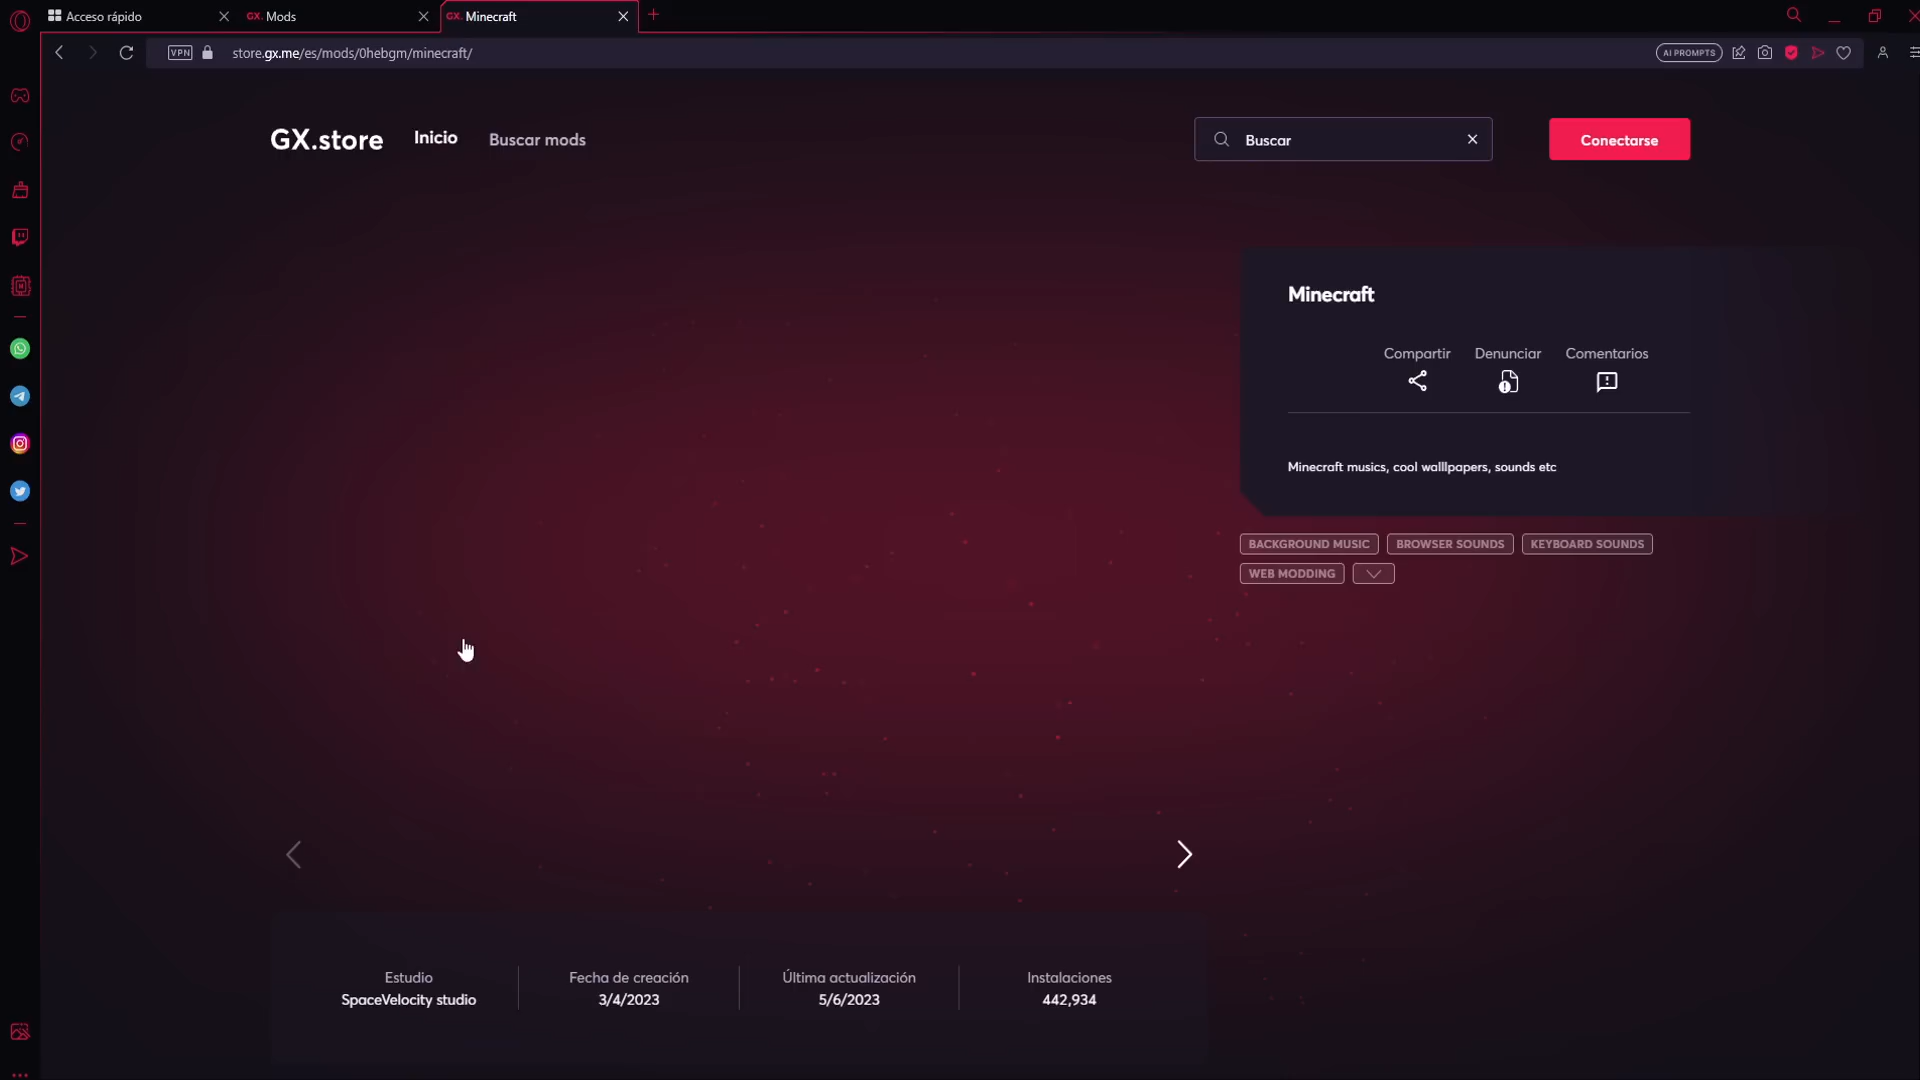 Acceso rápido
GX. Mods
GX. Minecraft
VPN
store.gx.me/es/mods/0hebgm/minecraft/
AI PROMPTS
GX.store
Inicio
Buscar mods
Buscar
Conectarse
Minecraft
Compartir
Denunciar
Comentarios
Minecraft musics, cool walllpapers, sounds etc
BACKGROUND MUSIC
BROWSER SOUNDS
KEYBOARD SOUNDS
WEB MODDING
Estudio
SpaceVelocity studio
Fecha de creación
3/4/2023
Última actualización
5/6/2023
Instalaciones
442,934